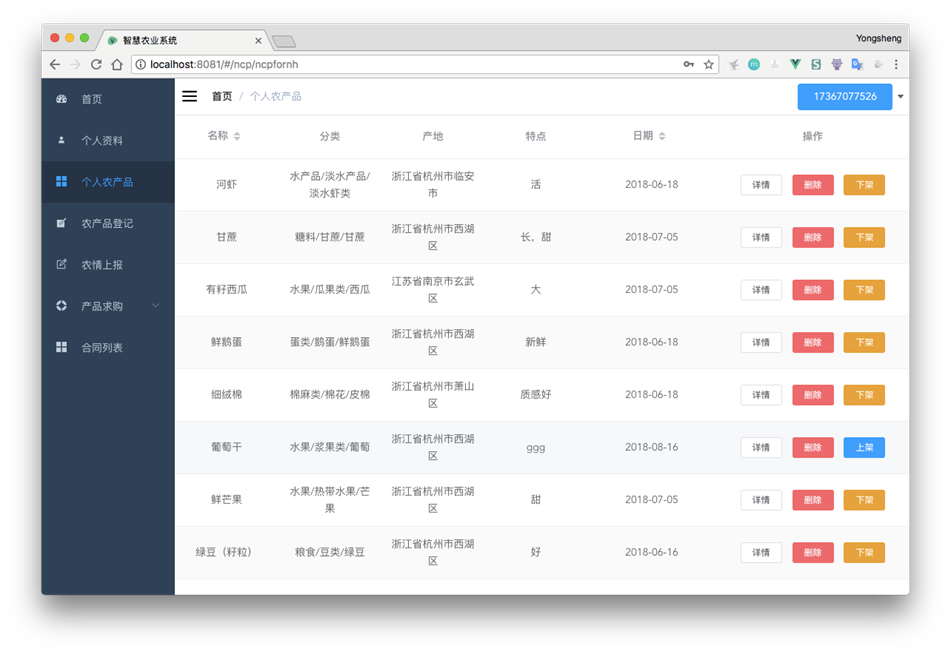 智慧农业系统
Yongsheng
localhost:8081/#/ncp/ncpfornh
首页
个人资料
个人农产品
农产品登记
农情上报
产品求购
合同列表
首页 / 个人农产品
17367077526
名称 分类 产地 特点 日期 操作
河虾 水产品/淡水产品/ 浙江省杭州市临安 活 2018-06-18 详情 删除 下架
淡水虾类 市
甘蔗 糖料/甘蔗/甘蔗 浙江省杭州市西湖 长，甜 2018-07-05 详情 删除 下架
区
有籽西瓜 水果/瓜果类/西瓜 江苏省南京市玄武 大 2018-07-05 详情 删除 下架
区
鲜鹅蛋 蛋类/鹅蛋/鲜鹅蛋 浙江省杭州市西湖 新鲜 2018-06-18 详情 删除 下架
区
细绒棉 棉麻类/棉花/皮棉 浙江省杭州市萧山 质感好 2018-06-18 详情 删除 下架
区
葡萄干 水果/浆果类/葡萄 浙江省杭州市西湖 ggg 2018-08-16 详情 删除 上架
区
鲜芒果 水果/热带水果/芒 浙江省杭州市西湖 甜 2018-07-05 详情 删除 下架
果 区
绿豆（籽粒） 粮食/豆类/绿豆 浙江省杭州市西湖 好 2018-06-16 详情 删除 下架
区